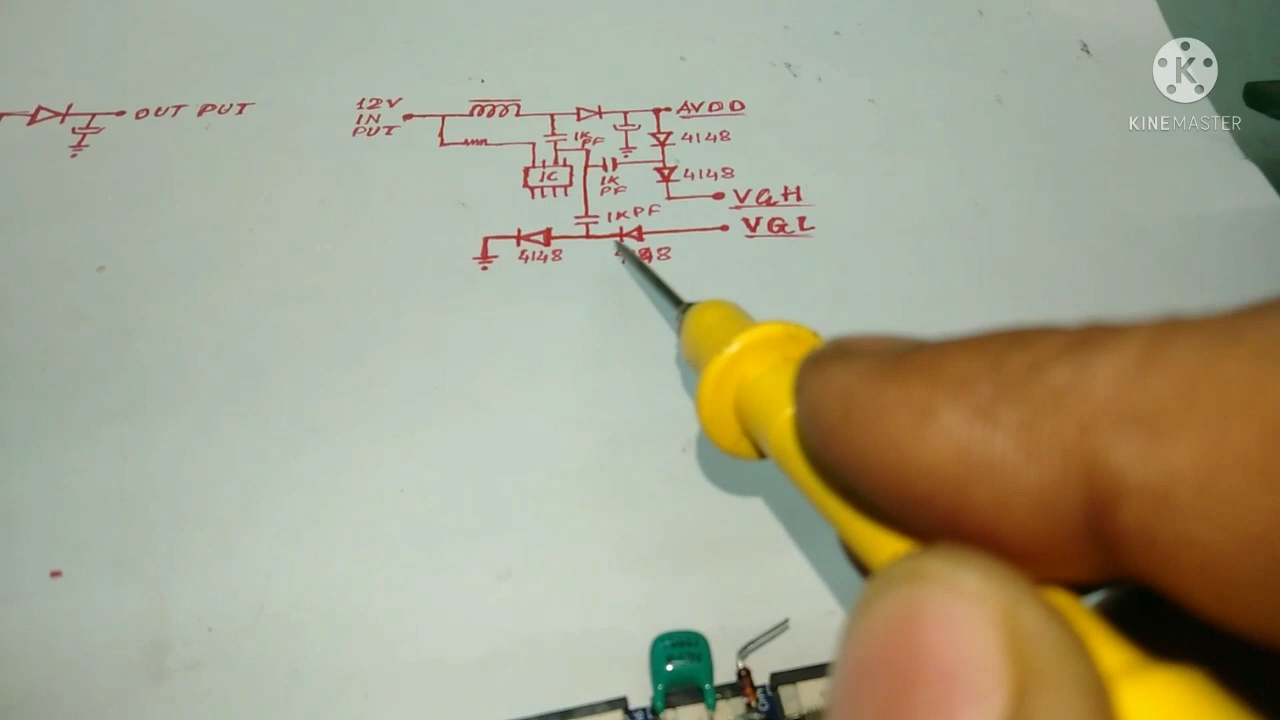 OUT PUT
12V
IN
PUT
AVDD
1K
PF
4148
IC
1K
PF
4148
VGH
1KPF
VGL
4148
K
KINEMASTER